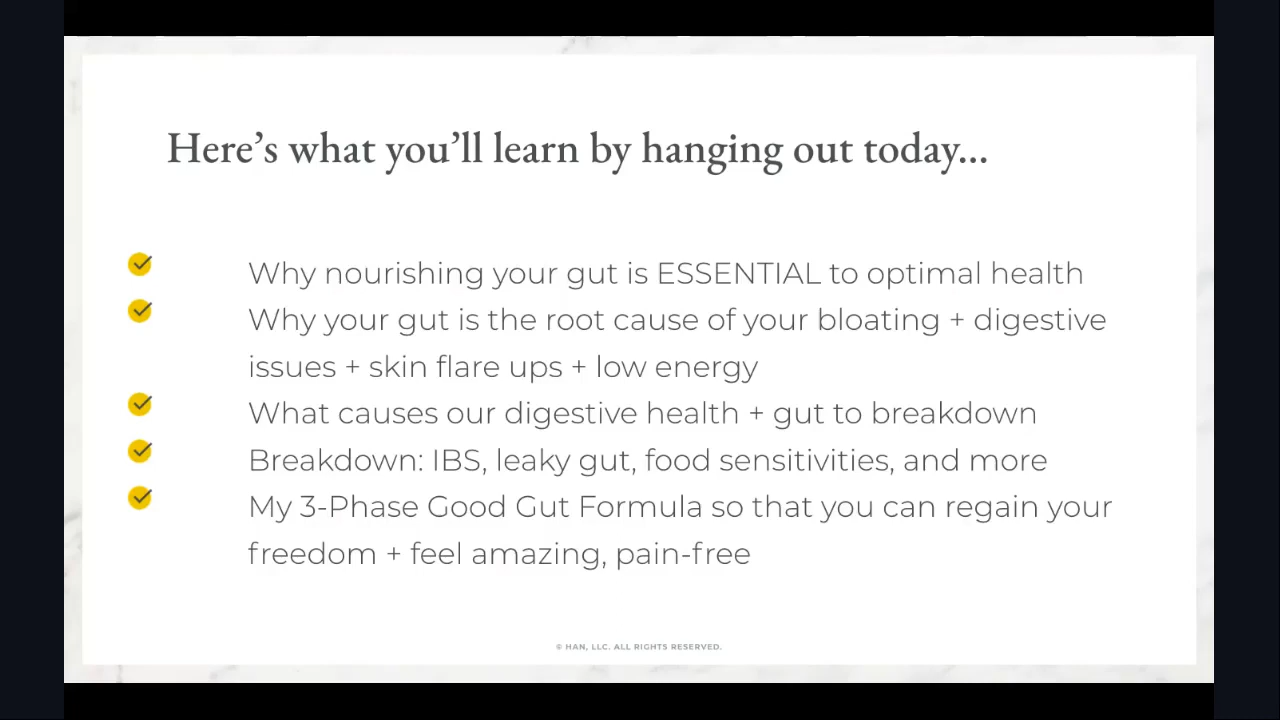 Here’s what you’ll learn by hanging out today...
Why nourishing your gut is ESSENTIAL to optimal health
Why your gut is the root cause of your bloating + digestive
issues + skin flare ups + low energy
What causes our digestive health + gut to breakdown
Breakdown: IBS, leaky gut, food sensitivities, and more
My 3-Phase Good Gut Formula so that you can regain your
freedom + feel amazing, pain-free
© HAN, LLC. ALL RIGHTS RESERVED.